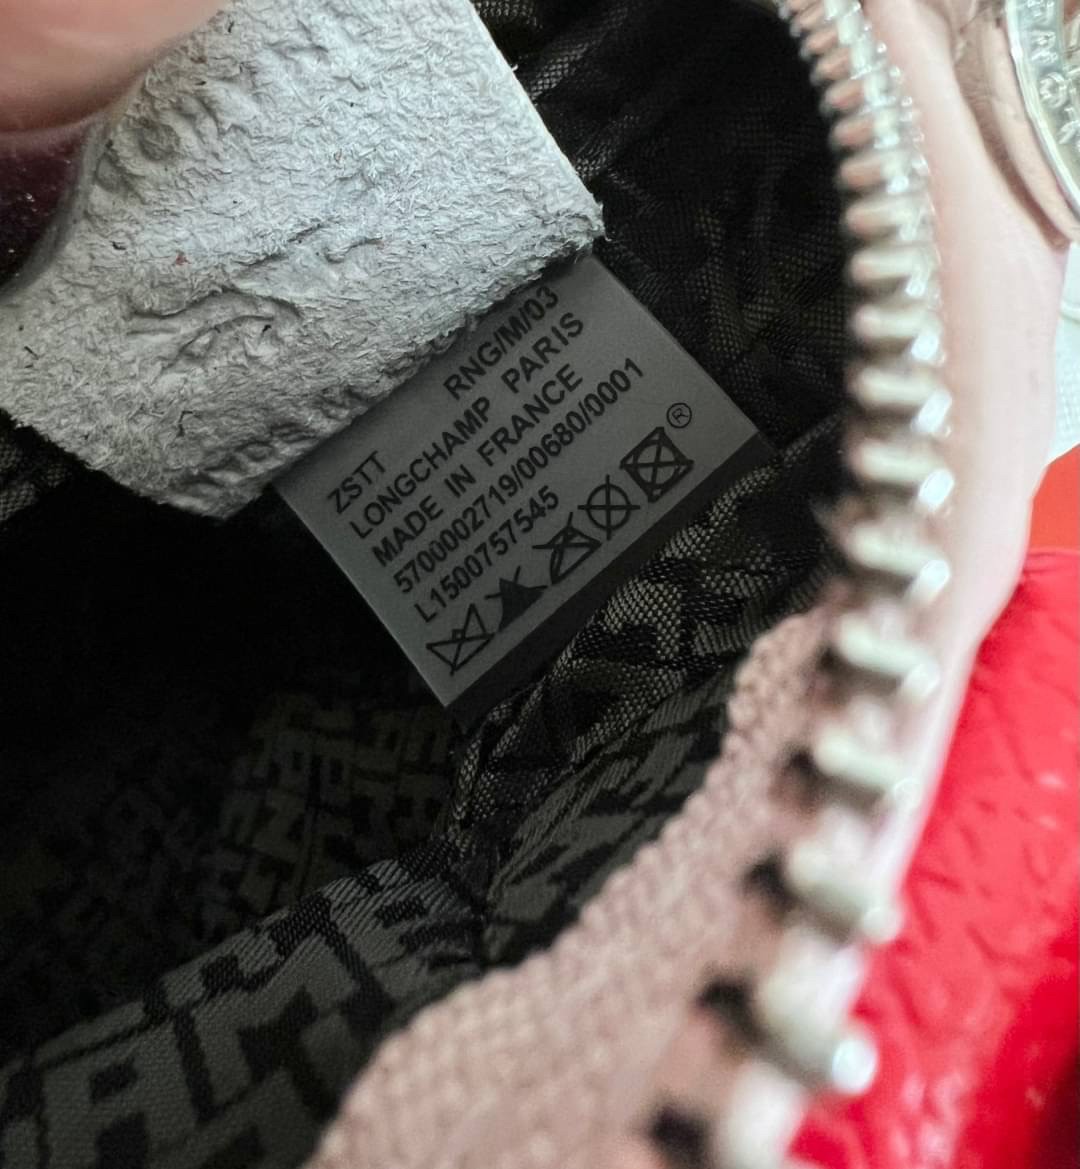 ZSTT RNG/M/03
LONGCHAMP PARIS
MADE IN FRANCE
5700002719/00680/0001
L1500757545
®